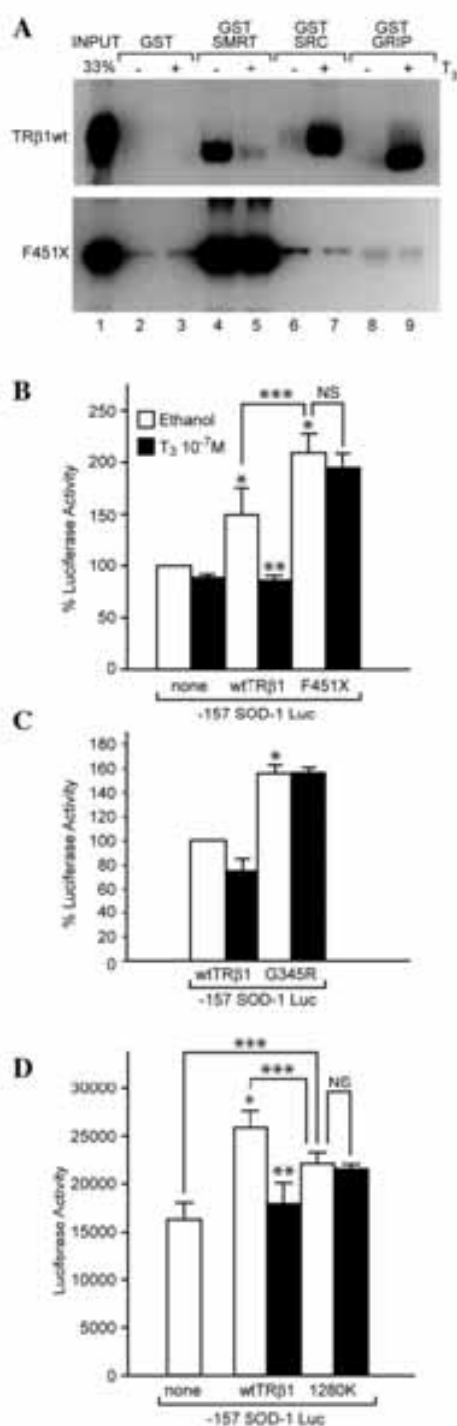 A
INPUT GST GST SMRT GST SRC GST GRIP
33% - + - + - + - + T3
TRβ1wt
F451X
1 2 3 4 5 6 7 8 9
B
*** NS
250
200
150
100
50
0
% Luciferase Activity
Ethanol
T3 10-7M
* ** *
none wtTRβ1 F451X
-157 SOD-1 Luc
C
180
160
140
120
100
80
60
40
20
0
% Luciferase Activity
*
wtTRβ1 G345R
-157 SOD-1 Luc
D
***
*** NS
30000
25000
20000
15000
10000
5000
0
Luciferase Activity
* **
none wtTRβ1 1280K
-157 SOD-1 Luc